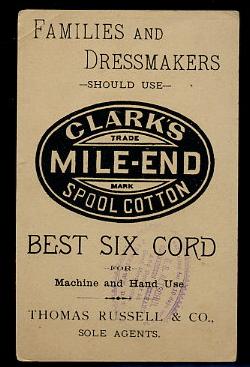 FAMILIES AND
DRESSMAKERS
—SHOULD USE—
CLARK'S
TRADE
MILE-END
MARK
SPOOL COTTON
BEST SIX CORD
—FOR—
Machine and Hand Use.
THOMAS RUSSELL & CO.,
SOLE AGENTS.